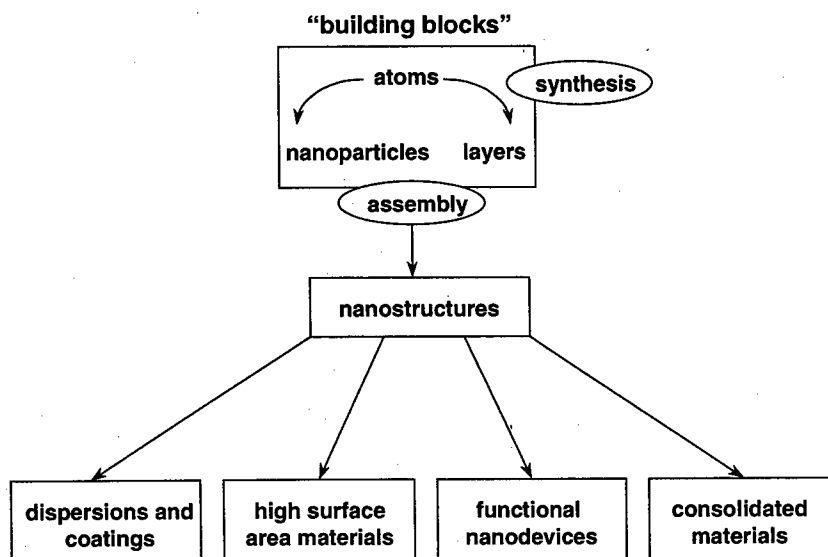 “building blocks”
atoms
synthesis
nanoparticles layers
assembly
nanostructures
dispersions and
coatings
high surface
area materials
functional
nanodevices
consolidated
materials